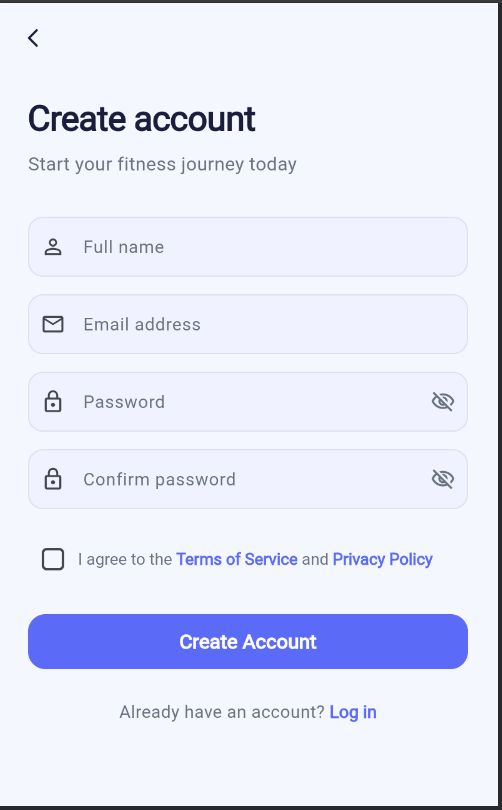 Create account
Start your fitness journey today
Full name
Email address
Password
Confirm password
I agree to the Terms of Service and Privacy Policy
Create Account
Already have an account? Log in